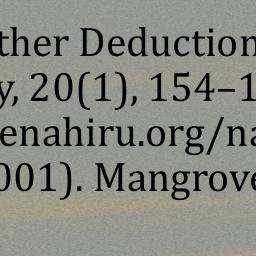 ther Deduction
y, 20(1), 154–1
enahiru.org/na
001). Mangrove